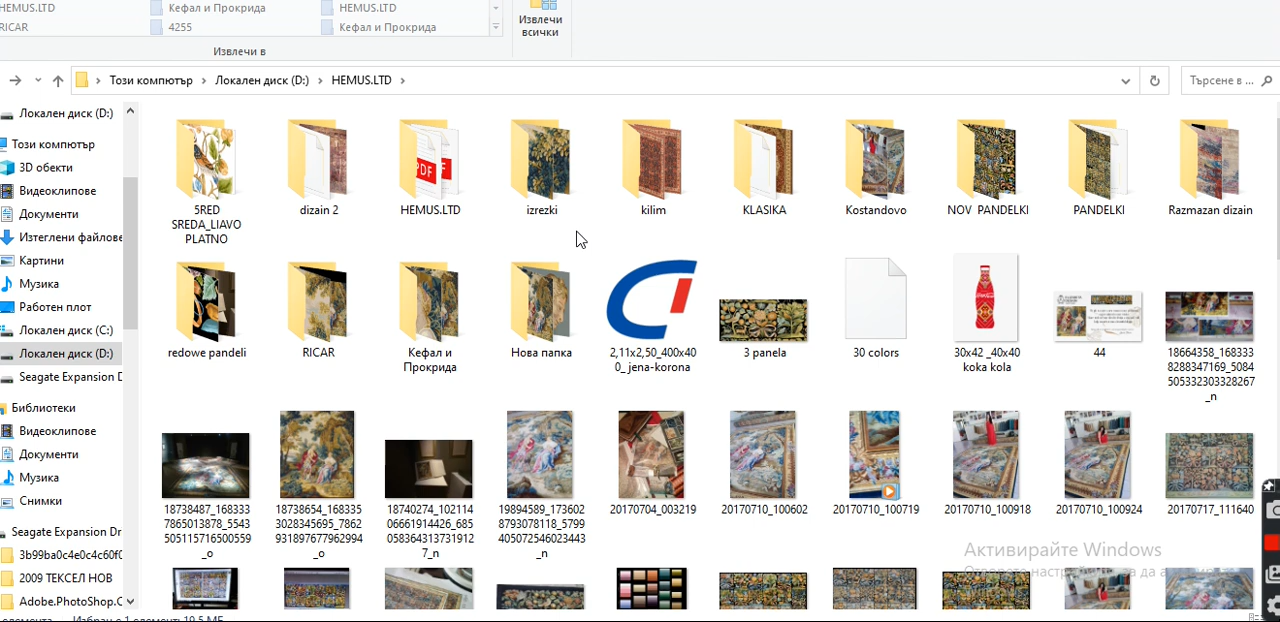 HEMUS.LTD
Кефал и Прокрида
HEMUS.LTD
RICAR
4255
Кефал и Прокрида
Извлечи
всички
Извлечи в
Този компютър
Локален диск (D:)
HEMUS.LTD
Търсене в ...
Локален диск (D:)
Този компютър
3D обекти
Видеоклипове
Документи
Изтеглени файлове
Картини
Музика
Работен плот
Локален диск (C:)
Локален диск (D:)
Seagate Expansion D
Библиотеки
Видеоклипове
Документи
Музика
Снимки
Seagate Expansion Dr
3b99ba0c4e0c4c60f0
2009 ТЕКСЕЛ НОВ
Adobe.PhotoShop.C
5RED
SREDA_LIAVO
PLATNO
dizain 2
PDF
HEMUS.LTD
izrezki
kilim
KLASIKA
Kostandovo
NOV PANDELKI
PANDELKI
Razmazan dizain
redowe pandeli
RICAR
Кефал и
Прокрида
Нова папка
2,11x2,50_400x40
0_ jena-korona
3 panela
30 colors
30x42 _40x40
koka kola
44
18664358_168333
8288347169_5084
505332303328267
_n
18738487_168333
7865013878_5543
505115716500559
_o
18738654_168335
3028345695_7862
931897677962994
_o
18740274_102114
06661914426_685
058364313731912
7_n
19894589_173602
8793078118_5799
405072546023443
_n
20170704_003219
20170710_100602
20170710_100719
20170710_100918
20170710_100924
20170717_111640
Активирайте Windows